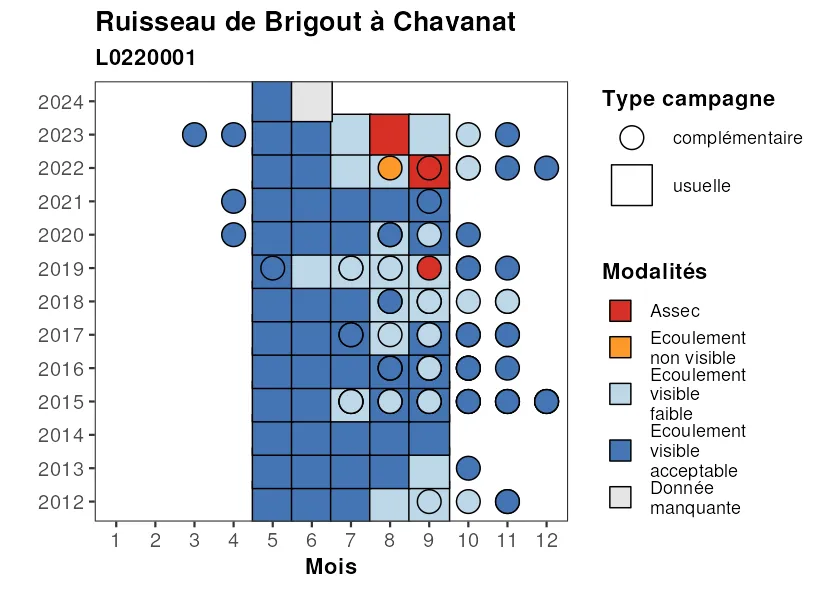 Ruisseau de Brigout à Chavanat
L0220001
2024
2023
2022
2021
2020
2019
2018
2017
2016
2015
2014
2013
2012
1 2 3 4 5 6 7 8 9 10 11 12
Mois
Type campagne
complémentaire
usuelle
Modalités
Assec
Ecoulement
non visible
Ecoulement
visible
faible
Ecoulement
visible
acceptable
Donnée
manquante